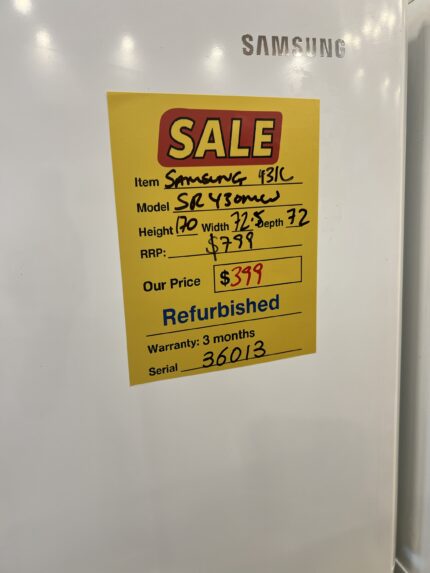 SAMSUNG
SALE
Item SAMSUNG 431L
Model SR430MW
Height 170 Width 72.5 Depth 72
RRP: $799
Our Price $399
Refurbished
Warranty: 3 months
Serial 36013